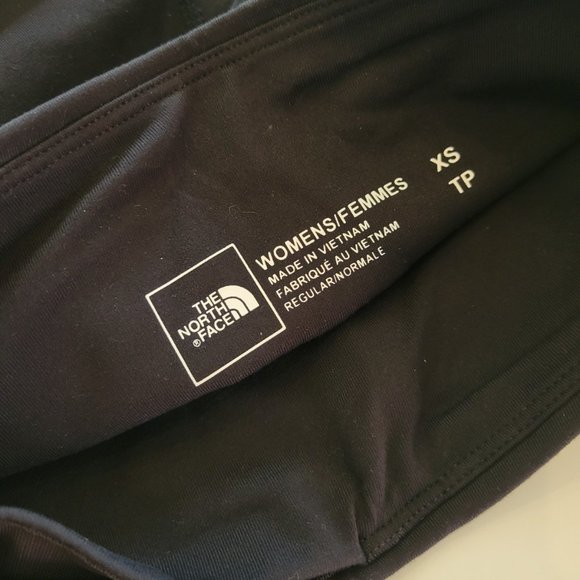 THE
NORTH
FACE®
WOMENS/FEMMES
MADE IN VIETNAM
FABRIQUÉ AU VIETNAM
REGULAR/NORMALE
XS
TP